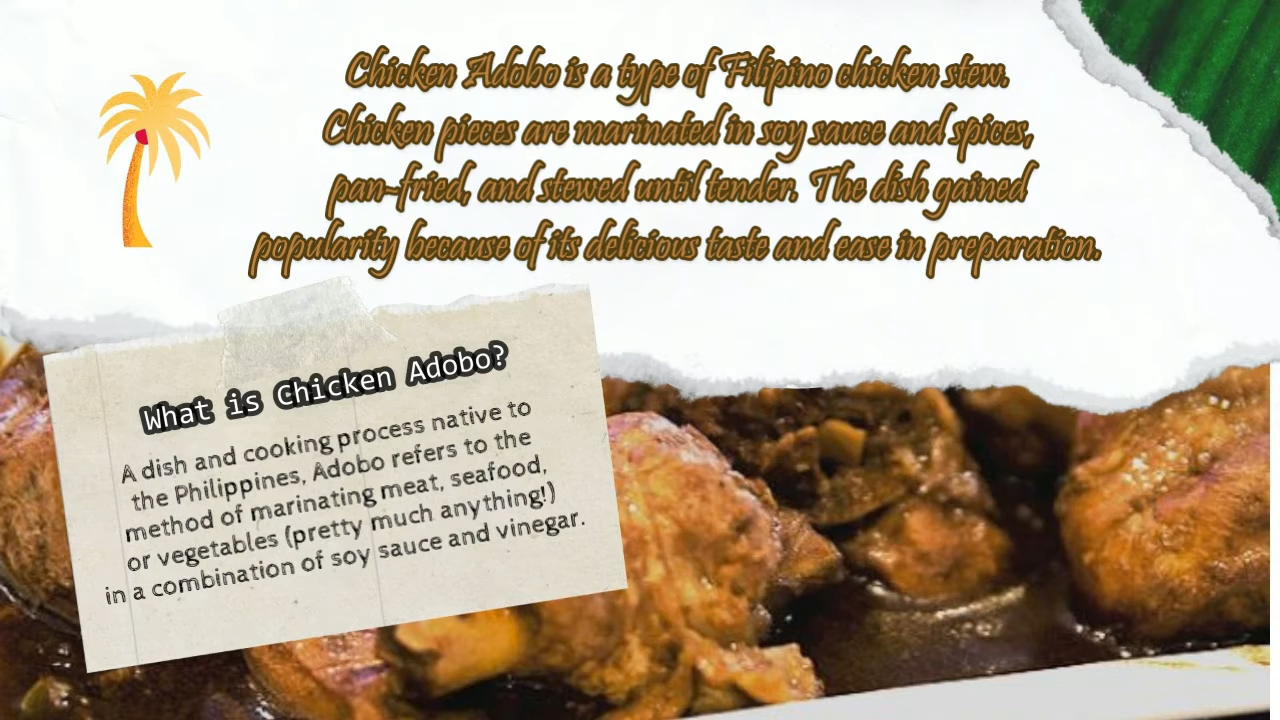 Chicken Adobo is a type of Filipino chicken stew.
Chicken pieces are marinated in soy sauce and spices,
pan-fried, and stewed until tender. The dish gained
popularity because of its delicious taste and ease in preparation.
What is Chicken Adobo?
A dish and cooking process native to
the Philippines, Adobo refers to the
method of marinating meat, seafood,
or vegetables (pretty much anything!)
in a combination of soy sauce and vinegar.